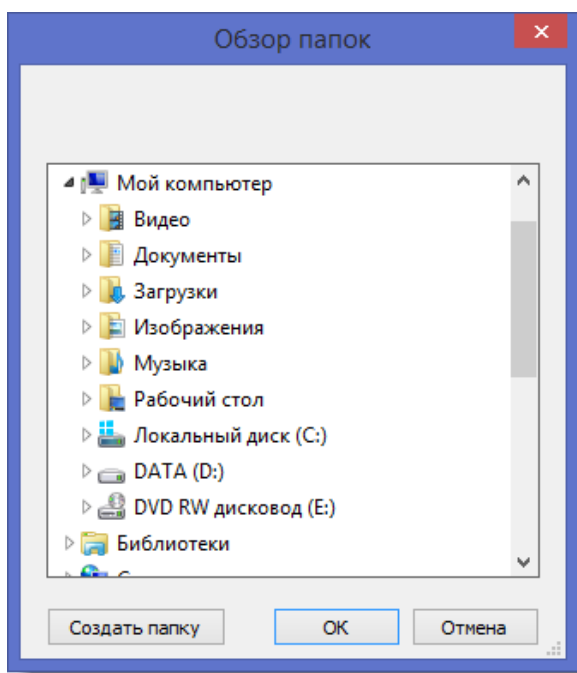 Обзор папок
Мой компьютер
Видео
Документы
Загрузки
Изображения
Музыка
Рабочий стол
Локальный диск (C:)
DATA (D:)
DVD RW дисковод (E:)
Библиотеки
Создать папку
OK
Отмена